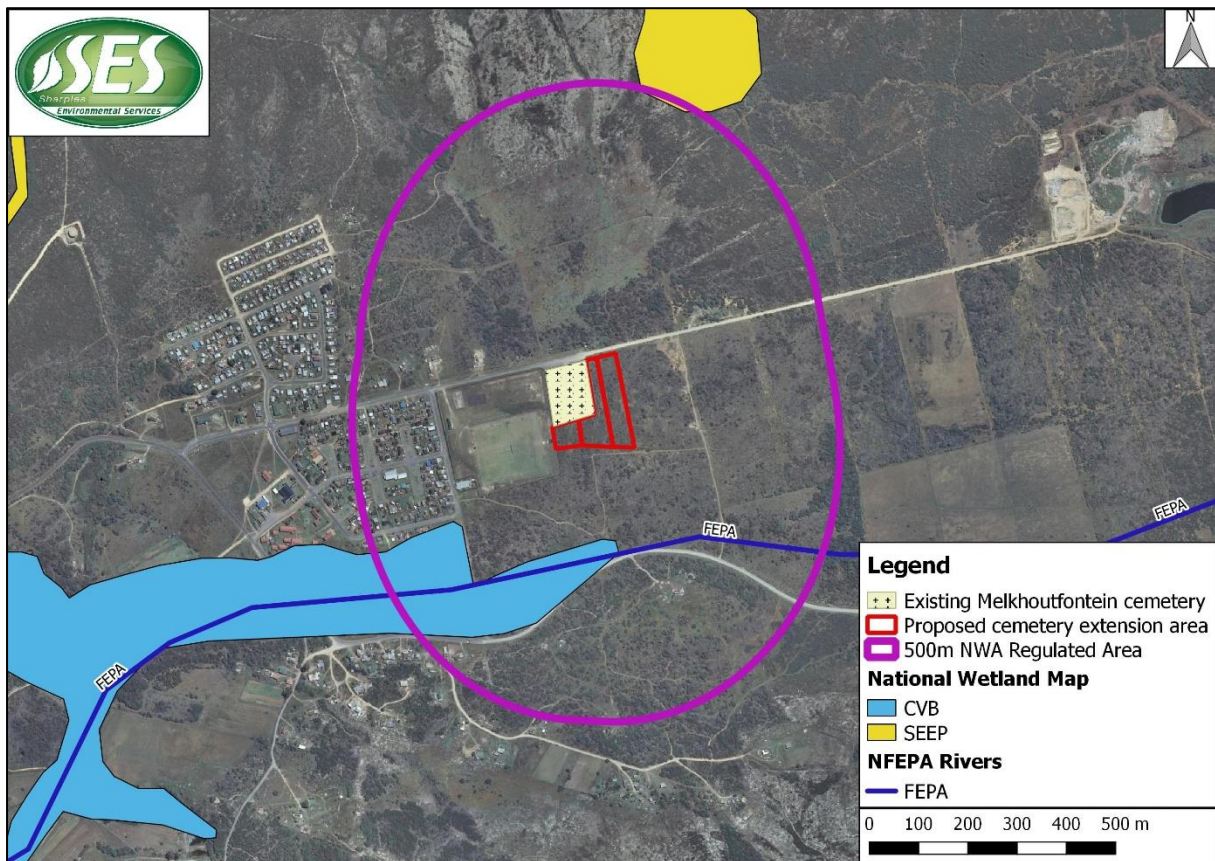 SES
Sharples
Environmental Services
N
FEPA
FEPA
FEPA
Legend
Existing Melkhoutfontein cemetery
Proposed cemetery extension area
500m NWA Regulated Area
National Wetland Map
CVB
SEEP
NFEPA Rivers
FEPA
0 100 200 300 400 500 m